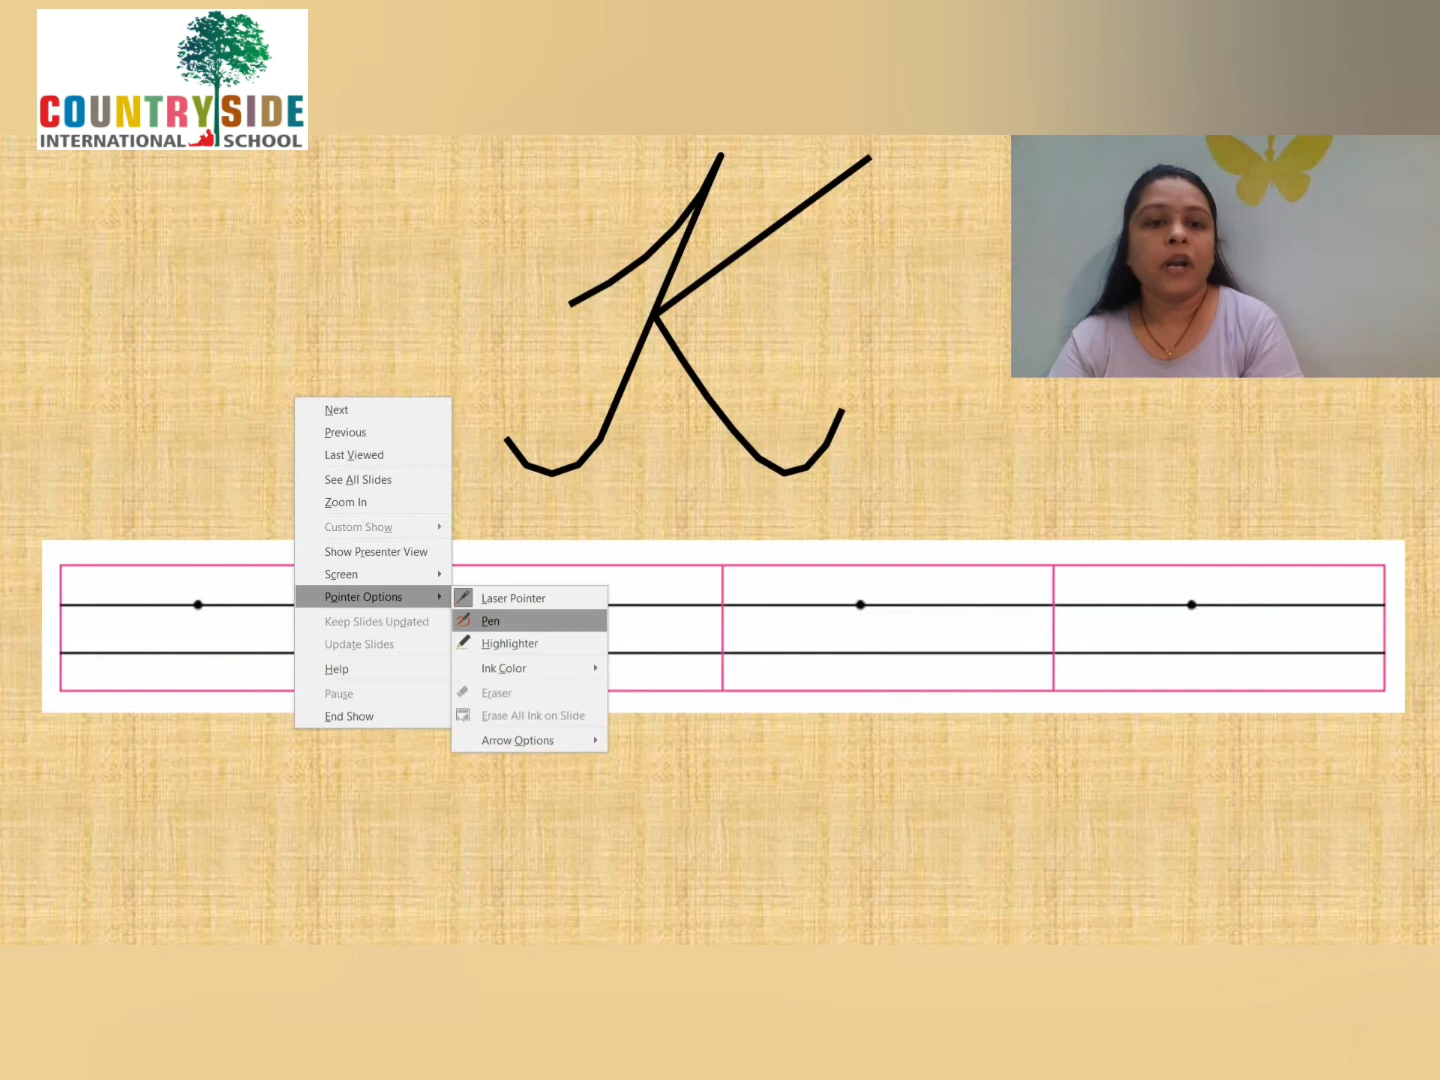 COUNTRYSIDE
INTERNATIONAL SCHOOL
K
Next
Previous
Last Viewed
See All Slides
Zoom In
Custom Show
Show Presenter View
Screen
Pointer Options
Keep Slides Updated
Update Slides
Help
Pause
End Show
Laser Pointer
Pen
Highlighter
Ink Color
Eraser
Erase All Ink on Slide
Arrow Options